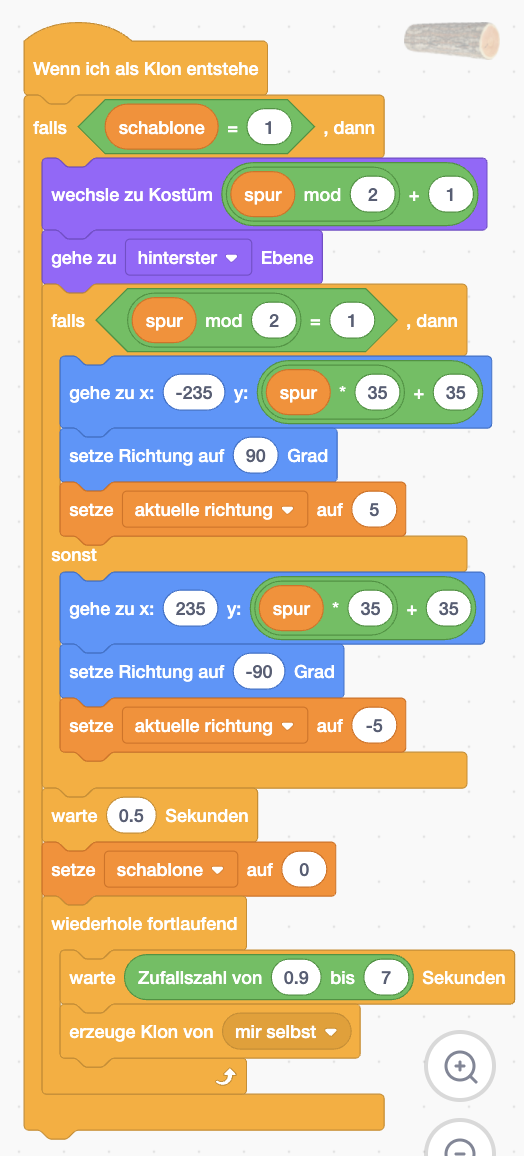 Wenn ich als Klon entstehe
falls schablone = 1 , dann
wechsle zu Kostüm spur mod 2 + 1
gehe zu hinterster Ebene
falls spur mod 2 = 1 , dann
gehe zu x: -235 y: spur * 35 + 35
setze Richtung auf 90 Grad
setze aktuelle richtung auf 5
sonst
gehe zu x: 235 y: spur * 35 + 35
setze Richtung auf -90 Grad
setze aktuelle richtung auf -5
warte 0.5 Sekunden
setze schablone auf 0
wiederhole fortlaufend
warte Zufallszahl von 0.9 bis 7 Sekunden
erzeuge Klon von mir selbst